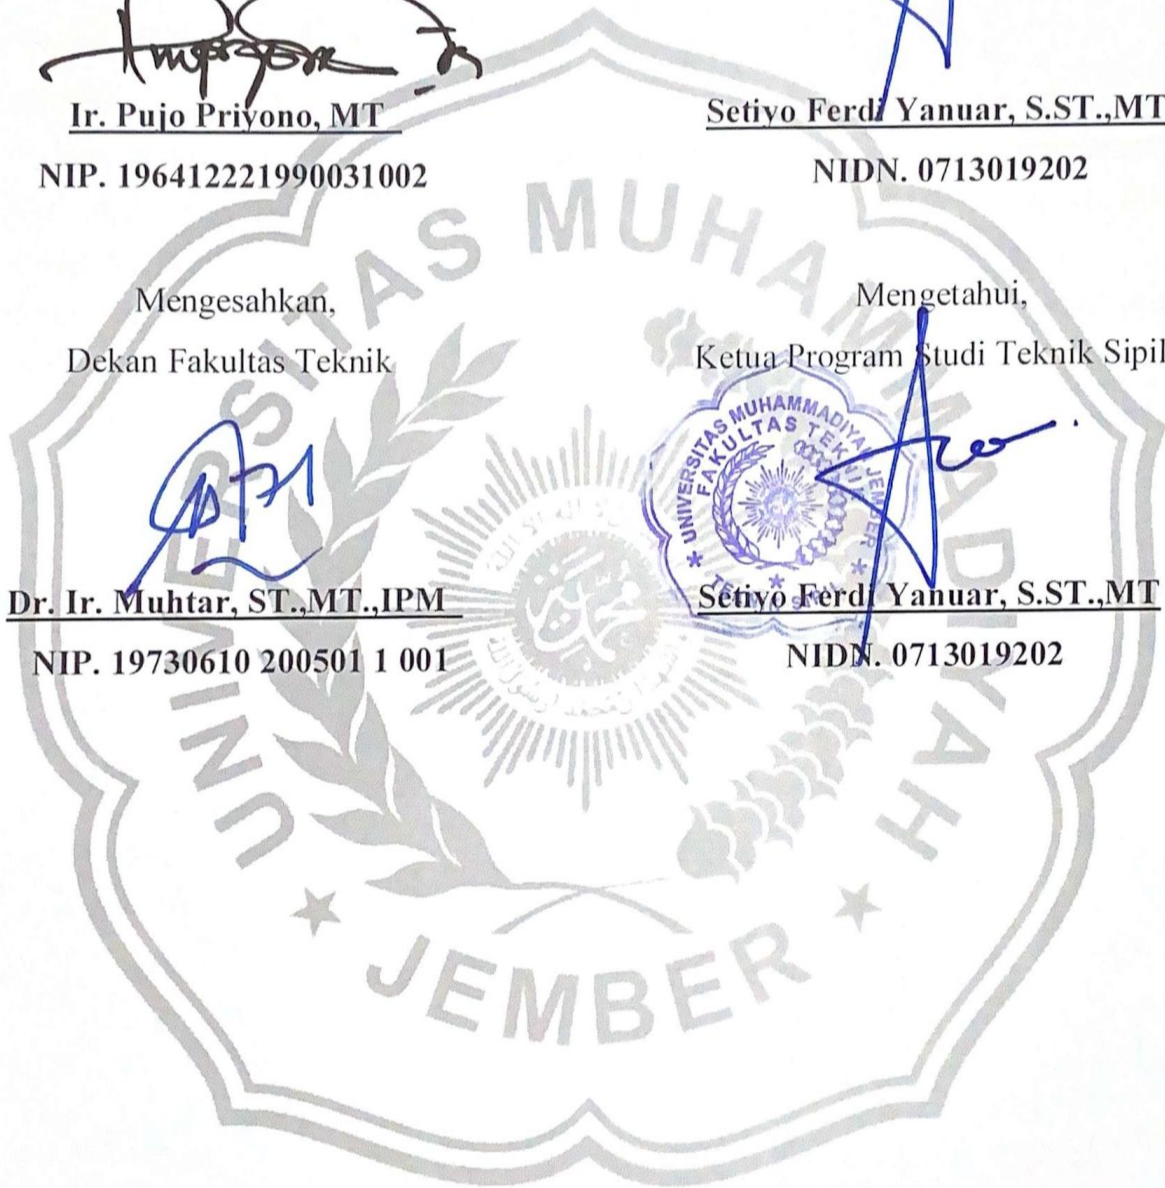 Ir. Pujo Priyono, MT
NIP. 196412221990031002
Setiyo Ferdi Yanuar, S.ST.,MT
NIDN. 0713019202
Mengesahkan,
Dekan Fakultas Teknik
Dr. Ir. Muhtar, ST.,MT.,IPM
NIP. 19730610 200501 1 001
Mengetahui,
Ketua Program Studi Teknik Sipil
UNIVERSITAS MUHAMMADIYAH JEMBER
FAKULTAS TEKNIK
Setiyo Ferdi Yanuar, S.ST.,MT
NIDN. 0713019202
UNIVERSITAS MUHAMMADIYAH
JEMBER